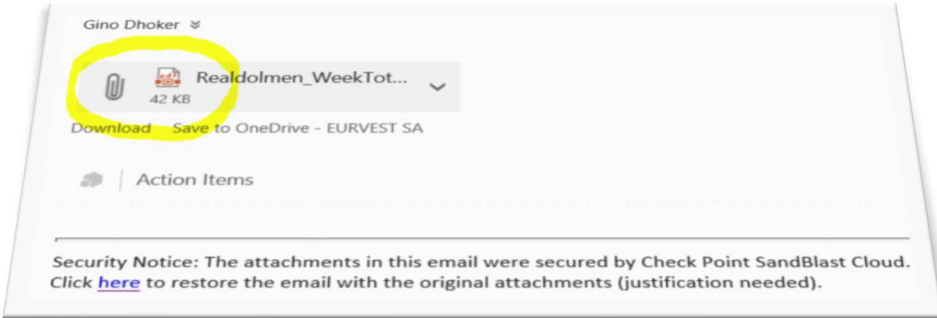 Gino Dhoker
Realdolmen_WeekTot...
42 KB
Download Save to OneDrive - EURVEST SA
Action Items
Security Notice: The attachments in this email were secured by Check Point SandBlast Cloud.
Click here to restore the email with the original attachments (justification needed).